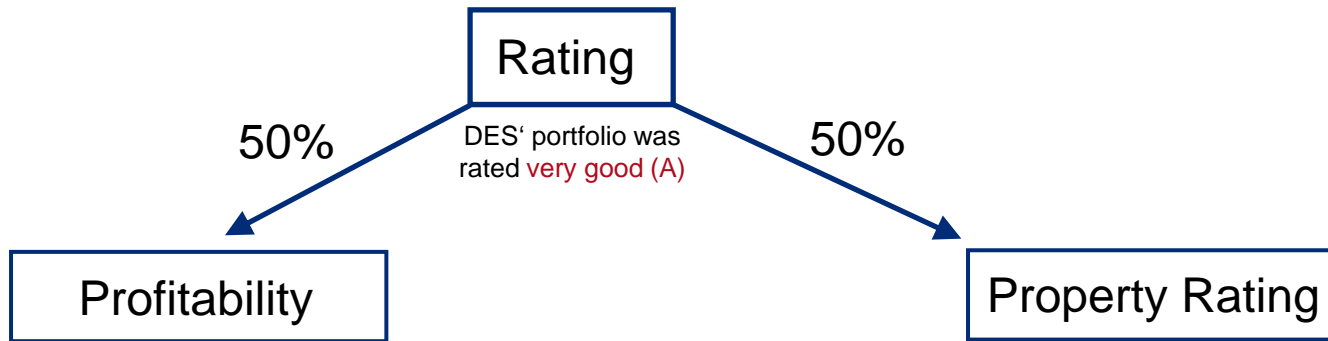 Rating
50%
DES‘ portfolio was
rated very good (A)
50%
Profitability
Property Rating